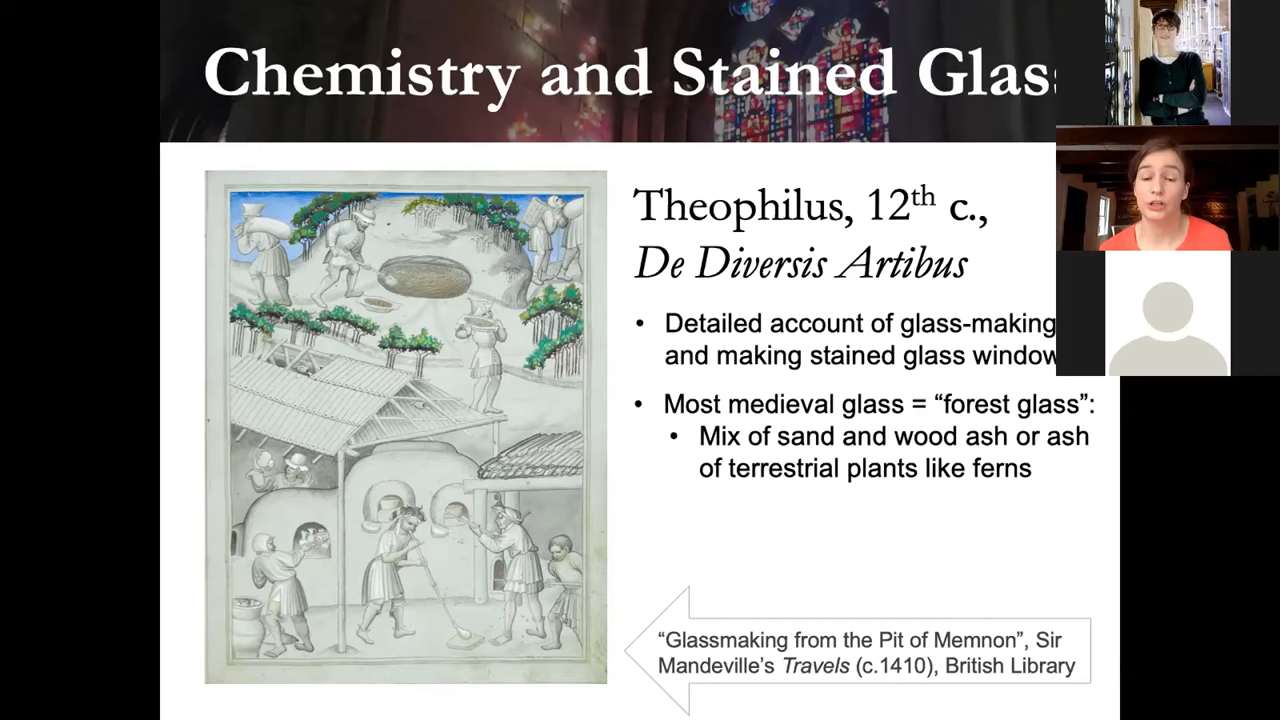 Chemistry and Stained Glas
Theophilus, 12th c.,
De Diversis Artibus
• Detailed account of glass-making
and making stained glass window
• Most medieval glass = “forest glass”:
• Mix of sand and wood ash or ash
of terrestrial plants like ferns
“Glassmaking from the Pit of Memnon”, Sir
Mandeville’s Travels (c.1410), British Library